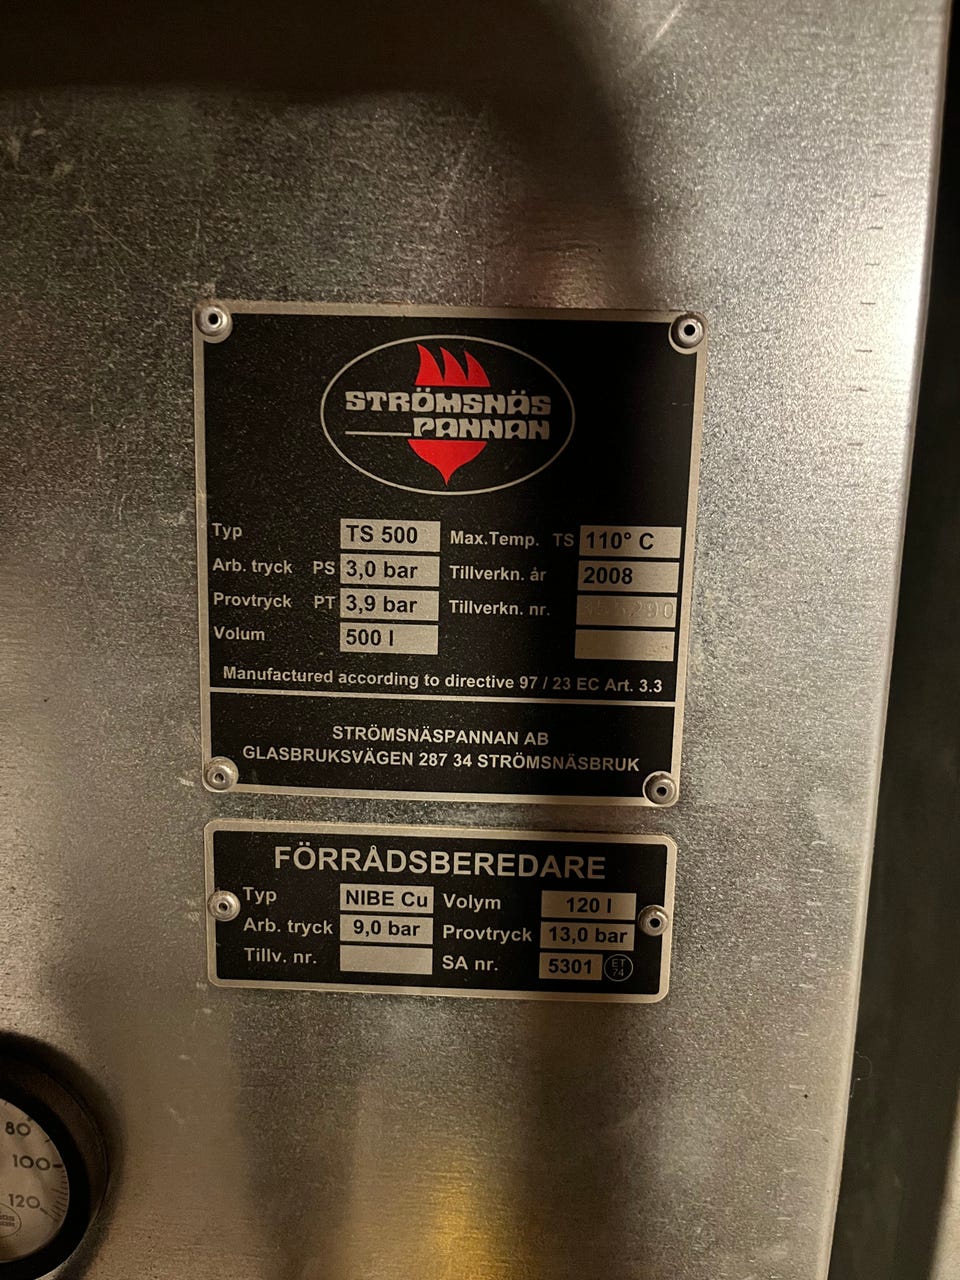 STRÖMSNÄS
PANNAN
Typ TS 500 Max.Temp. TS 110° C
Arb. tryck PS 3,0 bar Tillverkn. år 2008
Provtryck PT 3,9 bar Tillverkn. nr.
Volum 500 l
Manufactured according to directive 97 / 23 EC Art. 3.3
STRÖMSNÄSPANNAN AB
GLASBRUKSVÄGEN 287 34 STRÖMSNÄSBRUK
FÖRRÅDSBEREDARE
Typ NIBE Cu Volym 120 l
Arb. tryck 9,0 bar Provtryck 13,0 bar
Tillv. nr. SA nr. 5301 ET 74
80
100
120